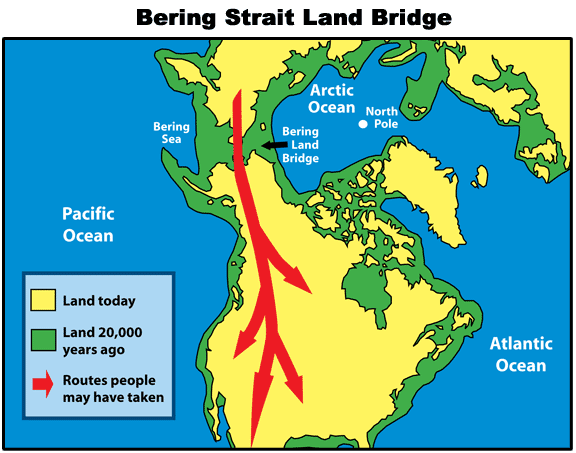 Bering Strait Land Bridge
Arctic
Ocean
North
Pole
Bering
Sea
Bering
Land
Bridge
Pacific
Ocean
Land today
Land 20,000
years ago
Routes people
may have taken
Atlantic
Ocean